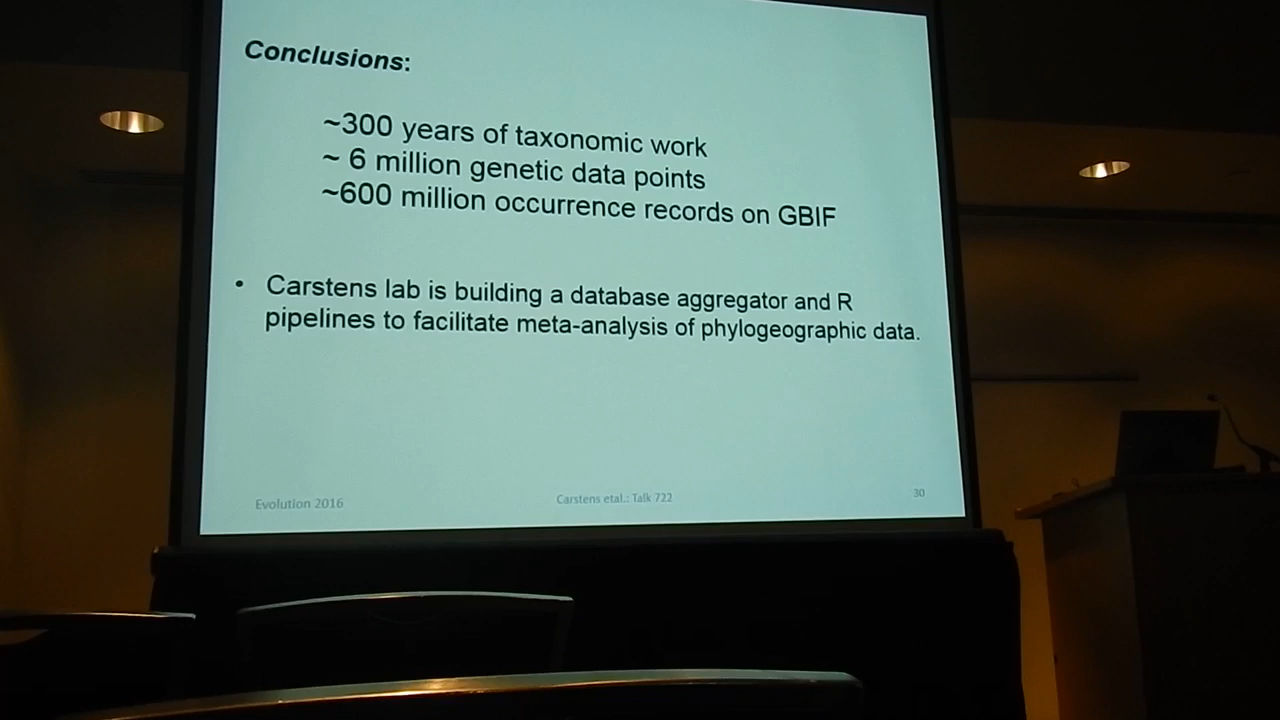 Conclusions:
~300 years of taxonomic work
~ 6 million genetic data points
~600 million occurrence records on GBIF
• Carstens lab is building a database aggregator and R
pipelines to facilitate meta-analysis of phylogeographic data.
Evolution 2016
Carstens etal.: Talk 722
30